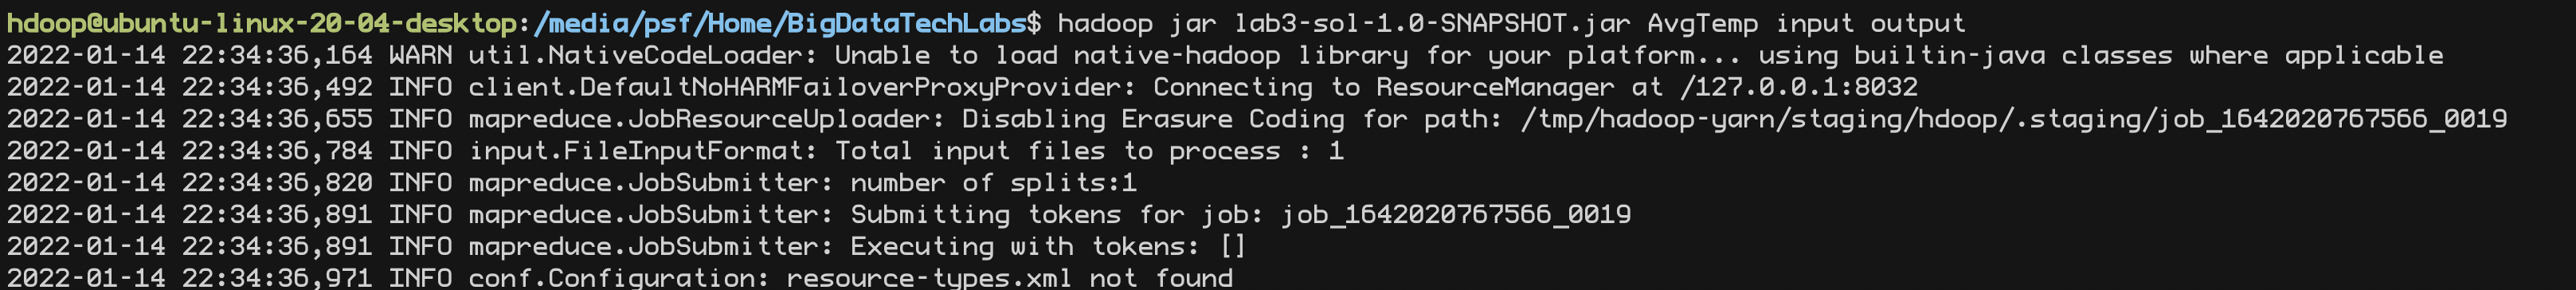 hdoop@ubuntu-linux-20-04-desktop:/media/psf/Home/BigDataTechLabs$ hadoop jar lab3-sol-1.0-SNAPSHOT.jar AvgTemp input output
2022-01-14 22:34:36,164 WARN util.NativeCodeLoader: Unable to load native-hadoop library for your platform... using builtin-java classes where applicable
2022-01-14 22:34:36,492 INFO client.DefaultNoHARMFailoverProxyProvider: Connecting to ResourceManager at /127.0.0.1:8032
2022-01-14 22:34:36,655 INFO mapreduce.JobResourceUploader: Disabling Erasure Coding for path: /tmp/hadoop-yarn/staging/hdoop/.staging/job_1642020767566_0019
2022-01-14 22:34:36,784 INFO input.FileInputFormat: Total input files to process : 1
2022-01-14 22:34:36,820 INFO mapreduce.JobSubmitter: number of splits:1
2022-01-14 22:34:36,891 INFO mapreduce.JobSubmitter: Submitting tokens for job: job_1642020767566_0019
2022-01-14 22:34:36,891 INFO mapreduce.JobSubmitter: Executing with tokens: []
2022-01-14 22:34:36,971 INFO conf.Configuration: resource-types.xml not found